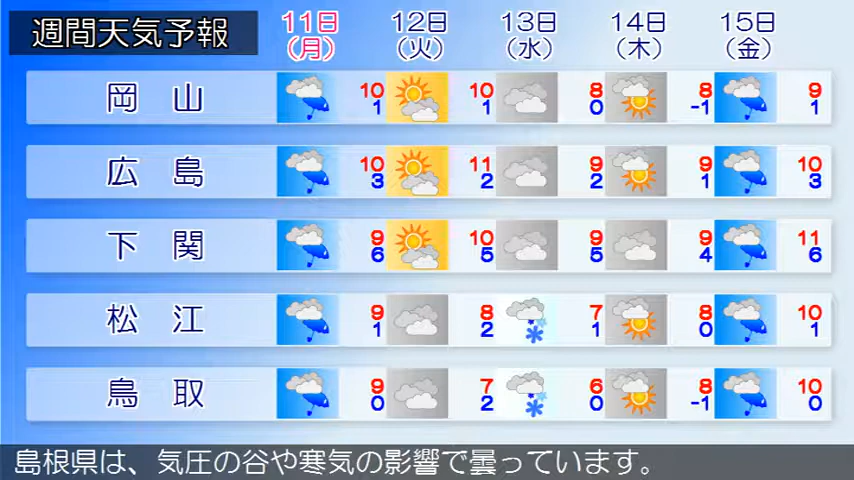 週間天気予報
11日 12日 13日 14日 15日
(月) (火) (水) (木) (金)
岡山 10 1 10 1 8 0 8 -1 9 1
広島 10 3 11 2 9 2 9 1 10 3
下関 9 6 10 5 9 5 9 4 11 6
松江 9 1 8 2 7 1 8 0 10 1
鳥取 9 0 7 2 6 0 8 -1 10 0
島根県は、気圧の谷や寒気の影響で曇っています。